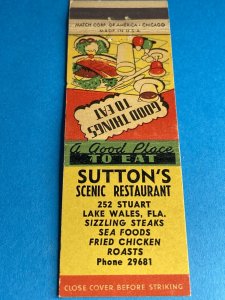 MATCH CORP. OF AMERICA - CHICAGO
MADE IN U.S.A.
GOOD THINGS
TO EAT
A Good Place
TO EAT
SUTTON'S
SCENIC RESTAURANT
252 STUART
LAKE WALES, FLA.
SIZZLING STEAKS
SEA FOODS
FRIED CHICKEN
ROASTS
Phone 29681
CLOSE COVER BEFORE STRIKING